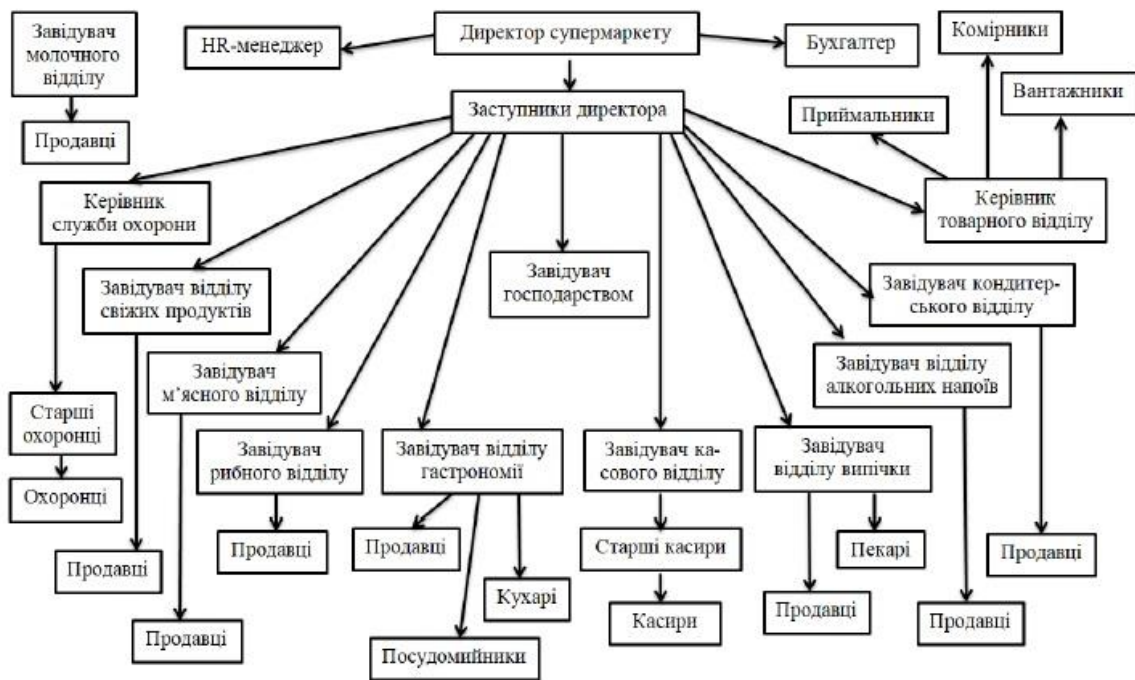 Завідувач
молочного
відділу
HR-менеджер
Директор супермаркету
Бухгалтер
Комірники
Вантажники
Заступники директора
Приймальники
Продавці
Керівник
служби охорони
Керівник
товарного відділу
Завідувач
господарством
Завідувач відділу
свіжих продуктів
Завідувач кондитер-
ського відділу
Завідувач
м’ясного відділу
Завідувач відділу
алкогольних напоїв
Старші
охоронці
Завідувач
рибного відділу
Завідувач відділу
гастрономії
Завідувач ка-
сового відділу
Завідувач
відділу випічки
Охоронці
Продавці
Продавці
Старші касири
Пекарі
Продавці
Продавці
Кухарі
Касири
Продавці
Продавці
Продавці
Посудомийники